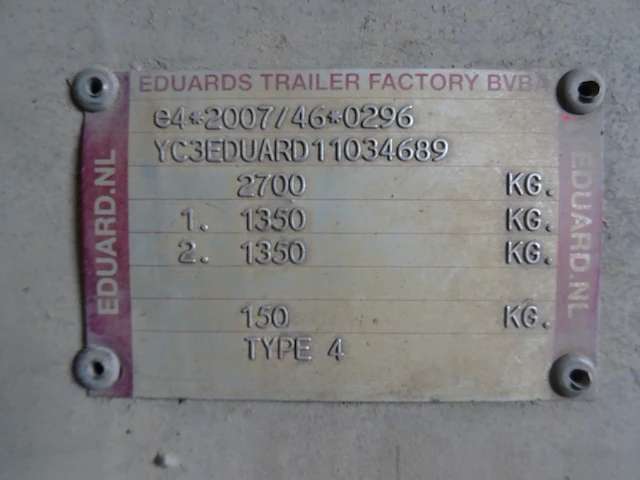 EDUARDS TRAILER FACTORY BVBA
e4*2007/46*0296
YC3EDUARD11034689
2700 KG.
1. 1350 KG.
2. 1350 KG.
150 KG.
TYPE 4
EDUARD.NL
EDUARD.NL